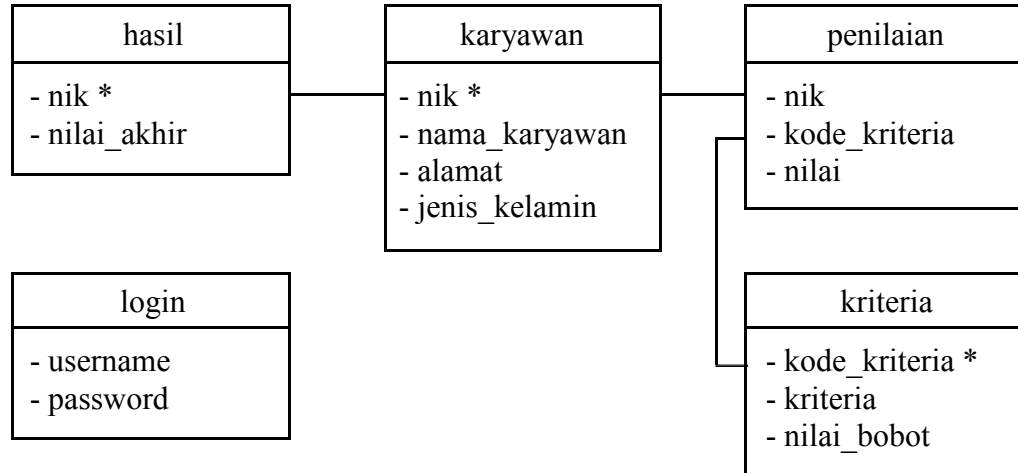 hasil
- nik *
- nilai_akhir
karyawan
- nik *
- nama_karyawan
- alamat
- jenis_kelamin
penilaian
- nik
- kode_kriteria
- nilai
login
- username
- password
kriteria
- kode_kriteria *
- kriteria
- nilai_bobot